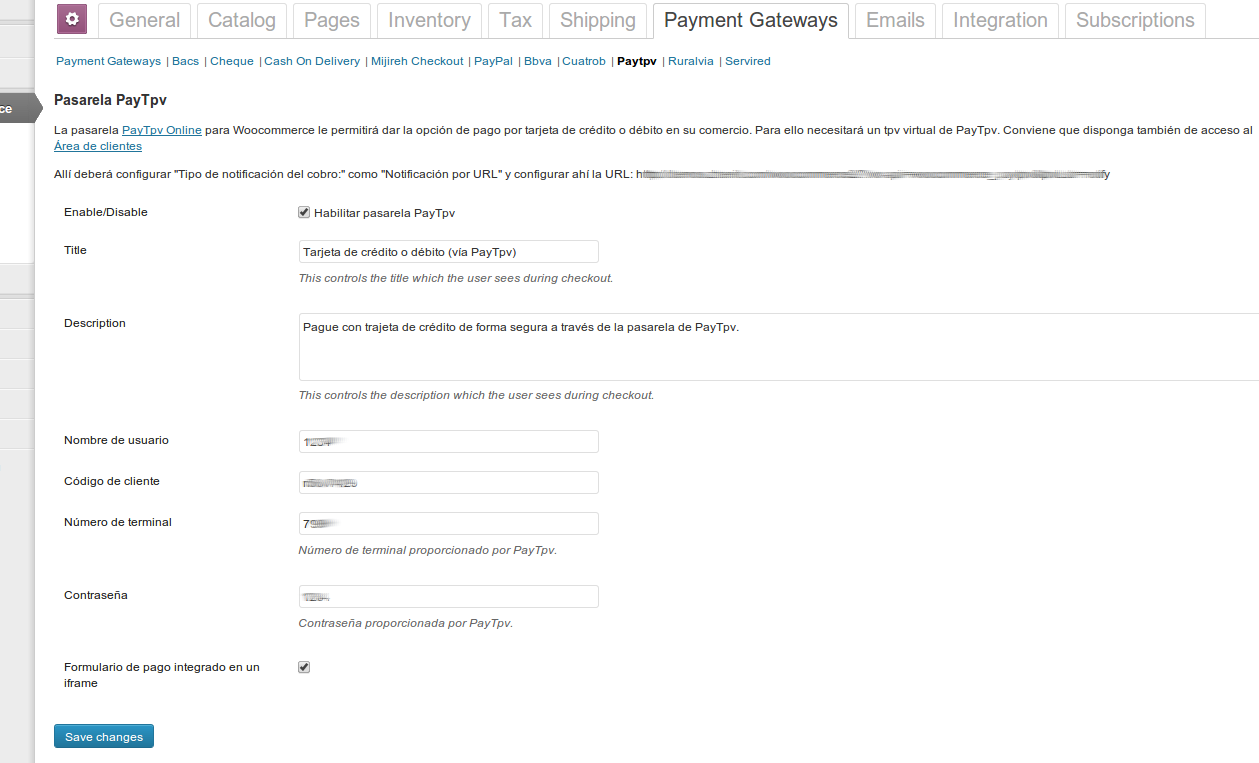 General Catalog Pages Inventory Tax Shipping Payment Gateways Emails Integration Subscriptions
Payment Gateways | Bacs | Cheque | Cash On Delivery | Mijireh Checkout | PayPal | Bbva | Cuatrob | Paytpv | Ruralvia | Servired
ce
Pasarela PayTpv
La pasarela PayTpv Online para Woocommerce le permitirá dar la opción de pago por tarjeta de crédito o débito en su comercio. Para ello necesitará un tpv virtual de PayTpv. Conviene que disponga también de acceso al
Área de clientes
Allí deberá configurar "Tipo de notificación del cobro:" como "Notificación por URL" y configurar ahí la URL:
Enable/Disable
Habilitar pasarela PayTpv
Title
Tarjeta de crédito o débito (vía PayTpv)
This controls the title which the user sees during checkout.
Description
Pague con trajeta de crédito de forma segura a través de la pasarela de PayTpv.
This controls the description which the user sees during checkout.
Nombre de usuario
Código de cliente
Número de terminal
Número de terminal proporcionado por PayTpv.
Contraseña
Contraseña proporcionada por PayTpv.
Formulario de pago integrado en un
iframe
Save changes